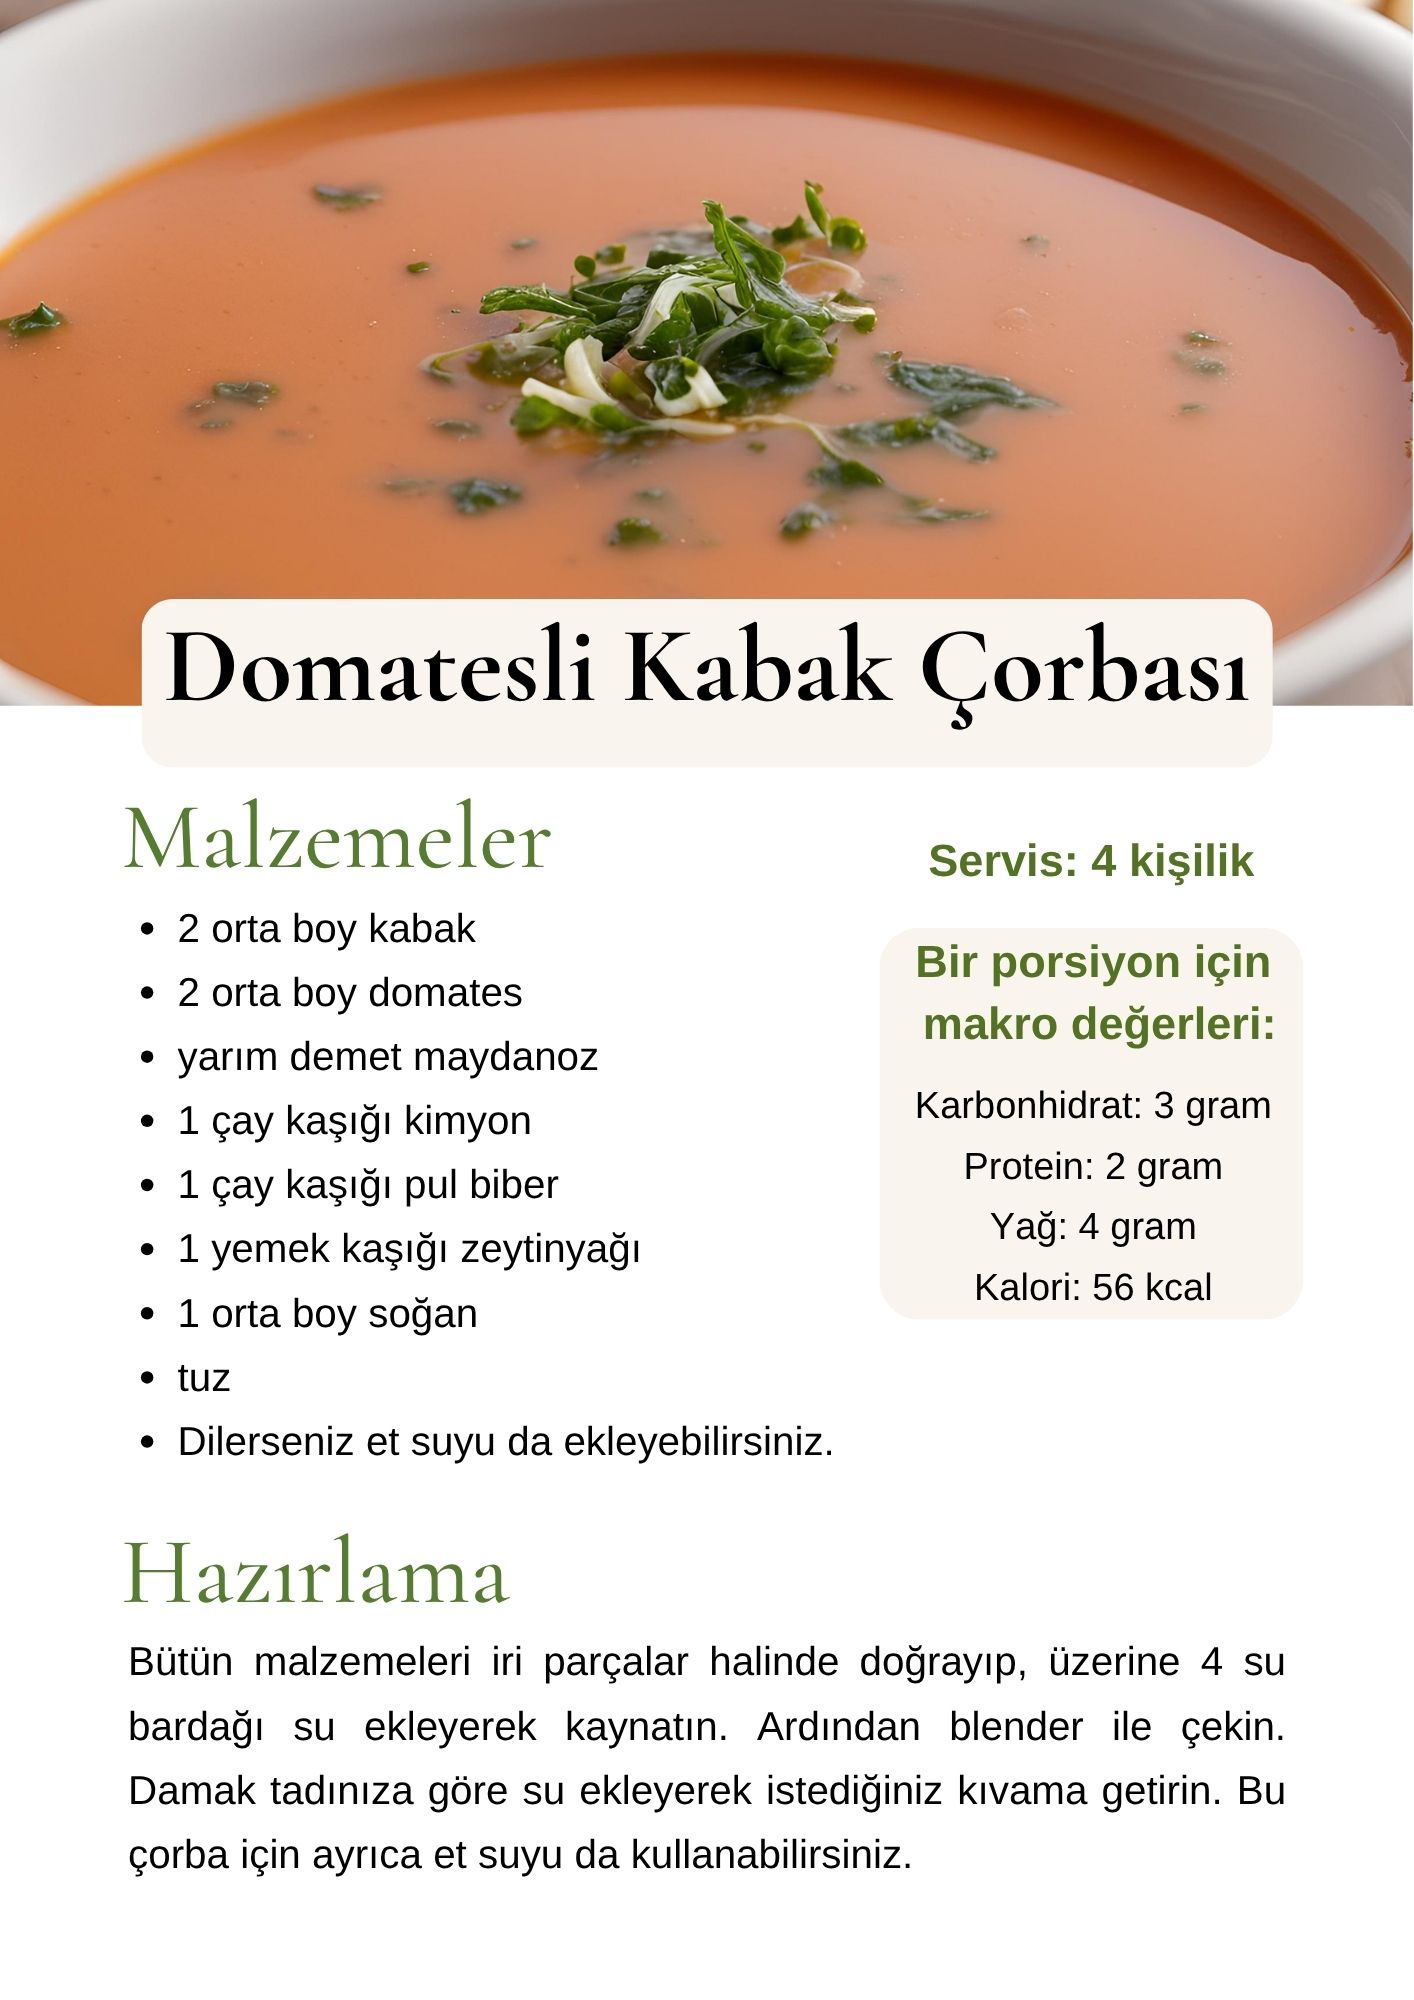 Domatesli Kabak Çorbası
Malzemeler
• 2 orta boy kabak
• 2 orta boy domates
• yarım demet maydanoz
• 1 çay kaşığı kimyon
• 1 çay kaşığı pul biber
• 1 yemek kaşığı zeytinyağı
• 1 orta boy soğan
• tuz
• Dilerseniz et suyu da ekleyebilirsiniz.
Servis: 4 kişilik
Bir porsiyon için
makro değerleri:
Karbonhidrat: 3 gram
Protein: 2 gram
Yağ: 4 gram
Kalori: 56 kcal
Hazırlama
Bütün malzemeleri iri parçalar halinde doğrayıp, üzerine 4 su
bardağı su ekleyerek kaynatın. Ardından blender ile çekin.
Damak tadınıza göre su ekleyerek istediğiniz kıvama getirin. Bu
çorba için ayrıca et suyu da kullanabilirsiniz.